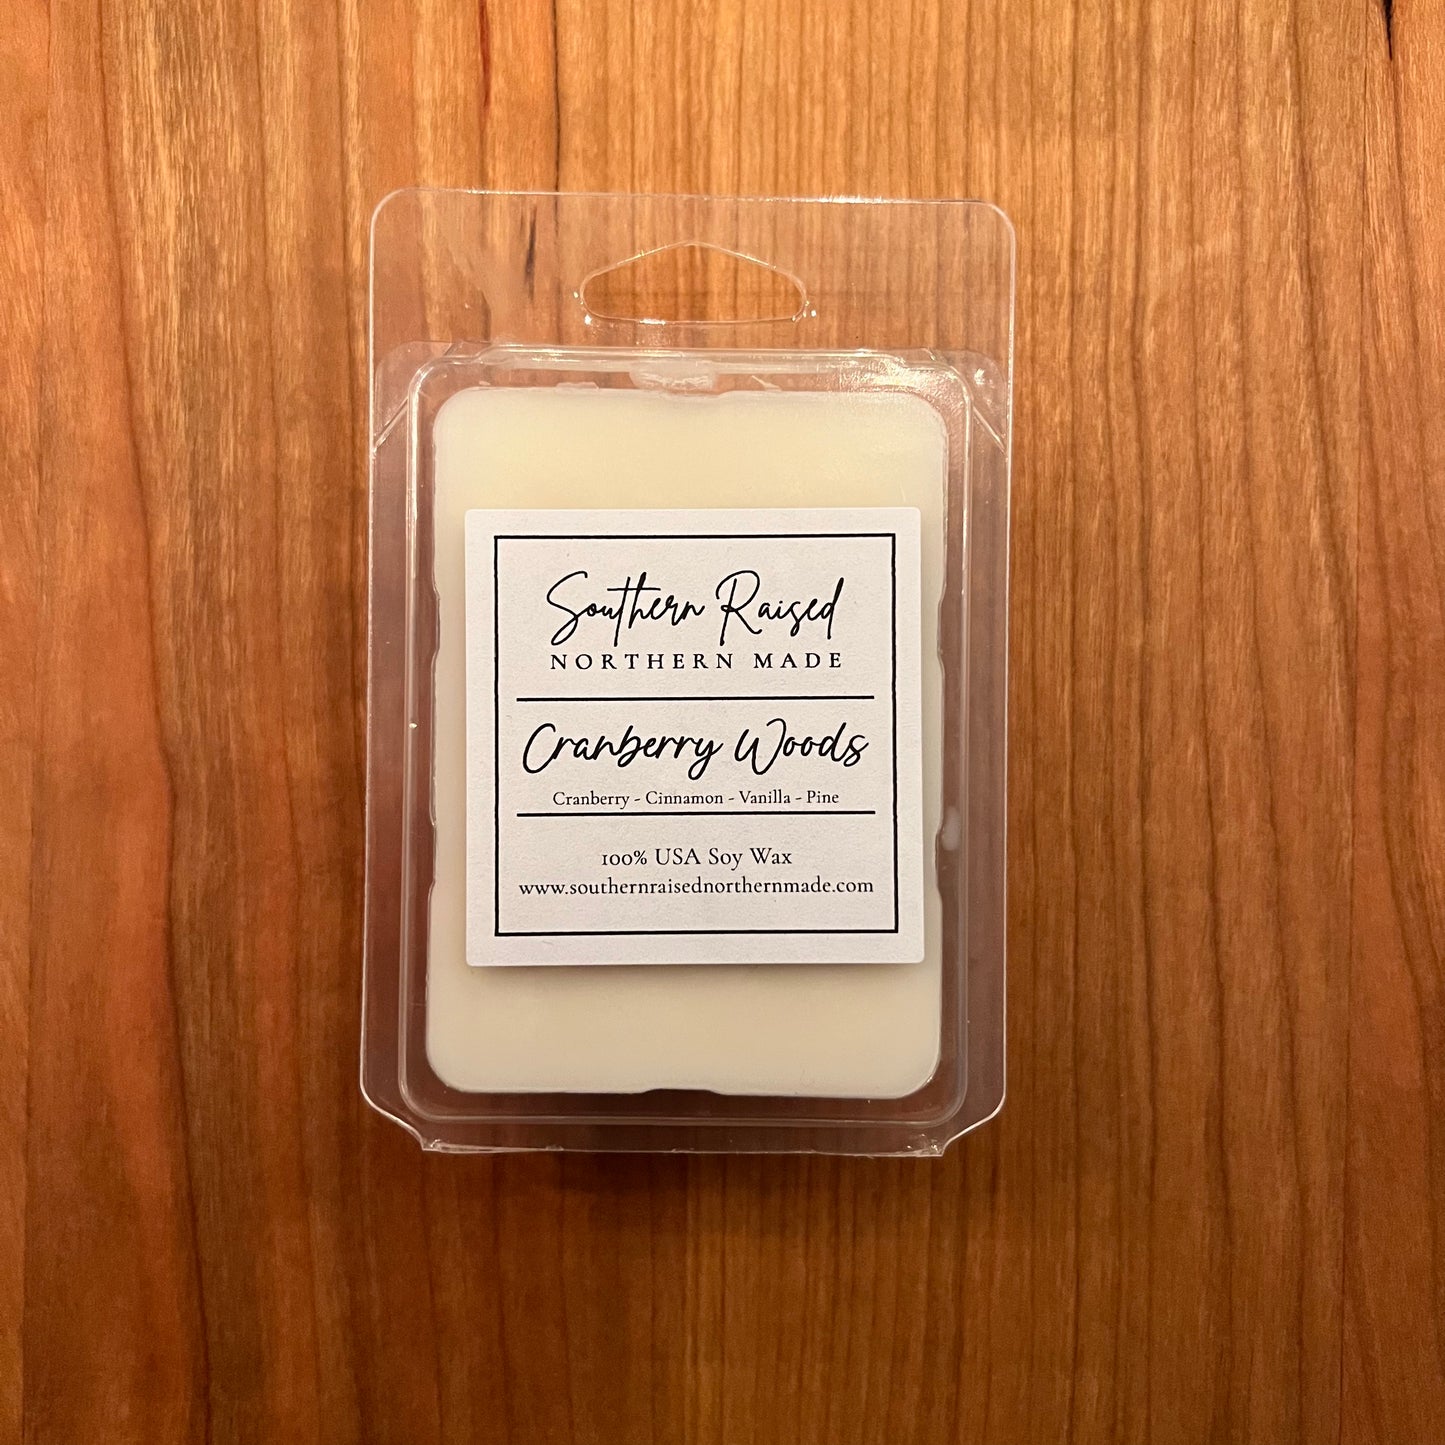 Southern Raised
NORTHERN MADE
Cranberry Woods
Cranberry - Cinnamon - Vanilla - Pine
100% USA Soy Wax
www.southernraisednorthernmade.com